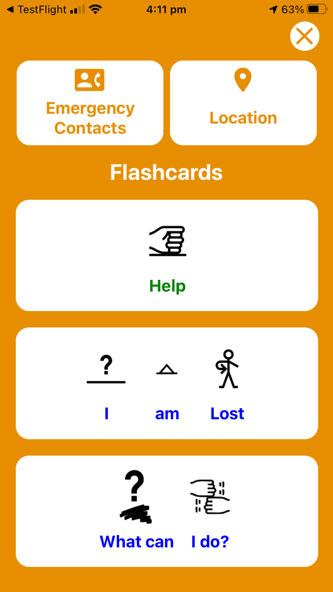 TestFlight 4:11 pm 63%
Emergency
Contacts
Location
Flashcards
?
Help
?
I am Lost
?
What can I do?